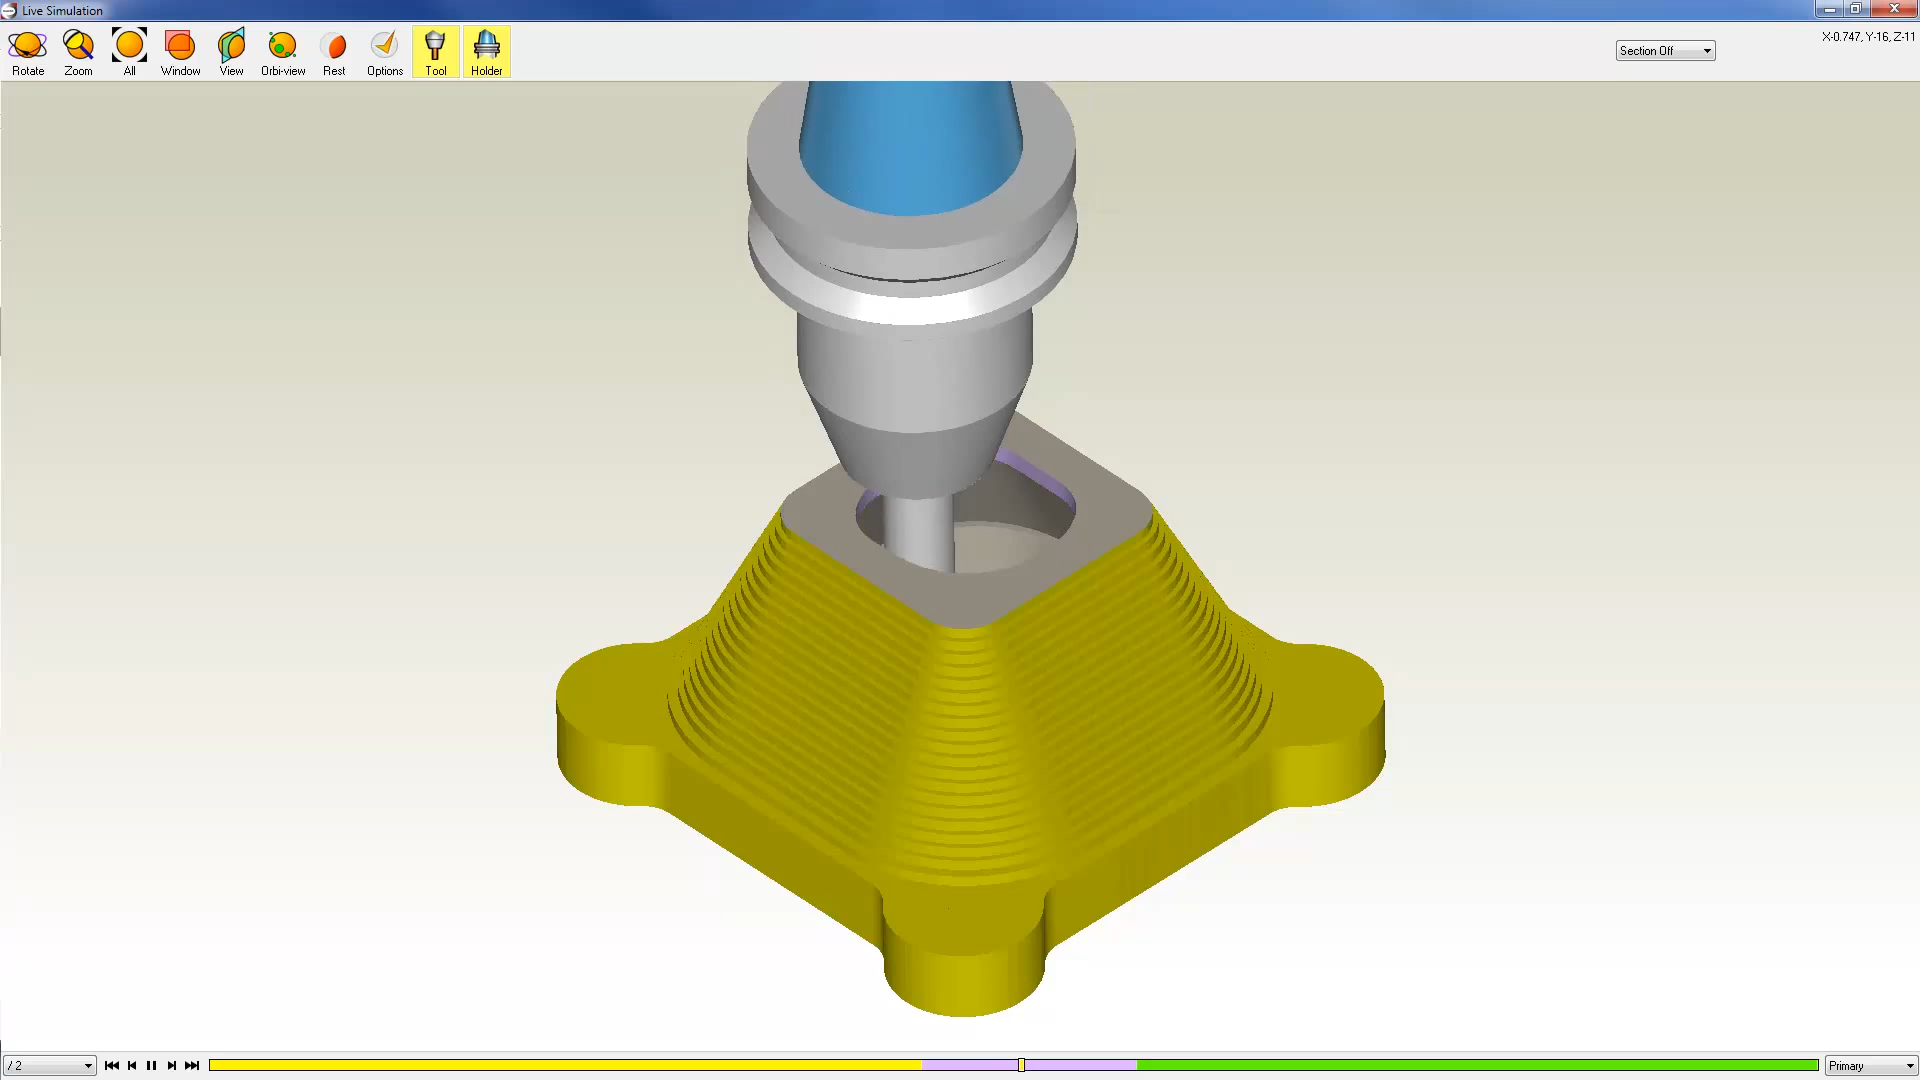 Live Simulation
Rotate Zoom All Window View Orbi-view Rest Options Tool Holder
Section Off
X-0.747, Y-16, Z-11
/ 2
Primary